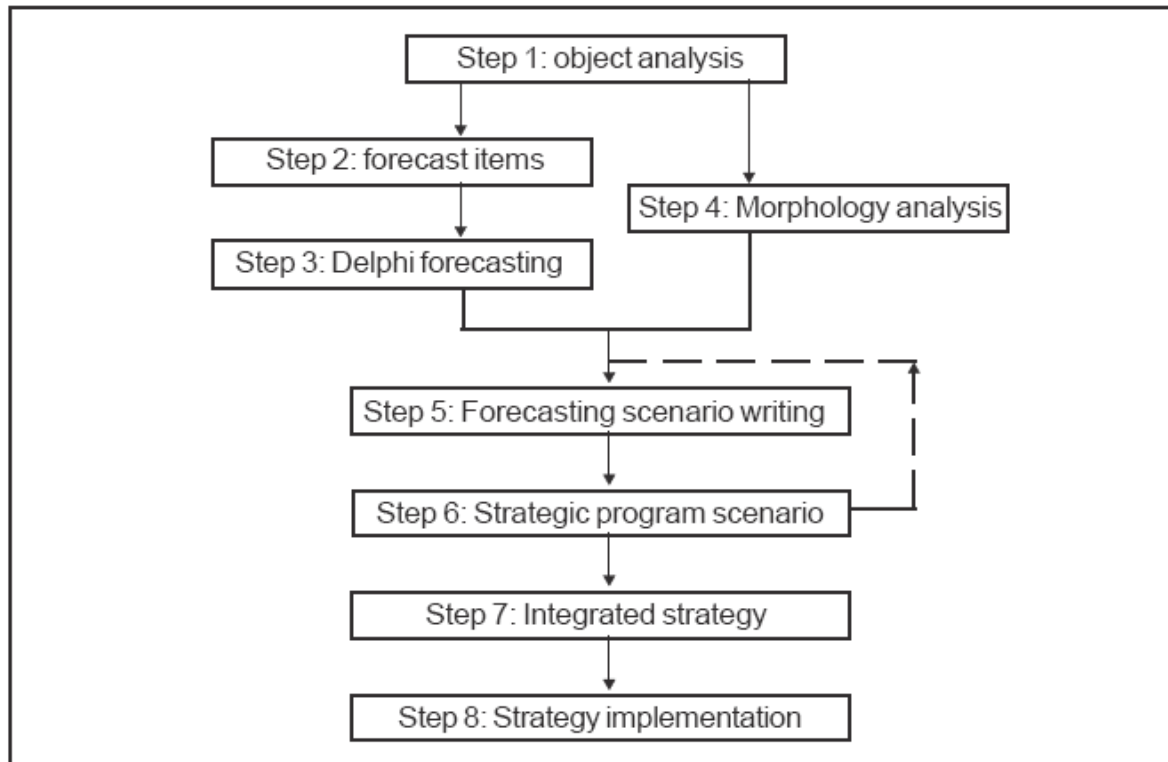 Step 1: object analysis
Step 2: forecast items
Step 4: Morphology analysis
Step 3: Delphi forecasting
Step 5: Forecasting scenario writing
Step 6: Strategic program scenario
Step 7: Integrated strategy
Step 8: Strategy implementation